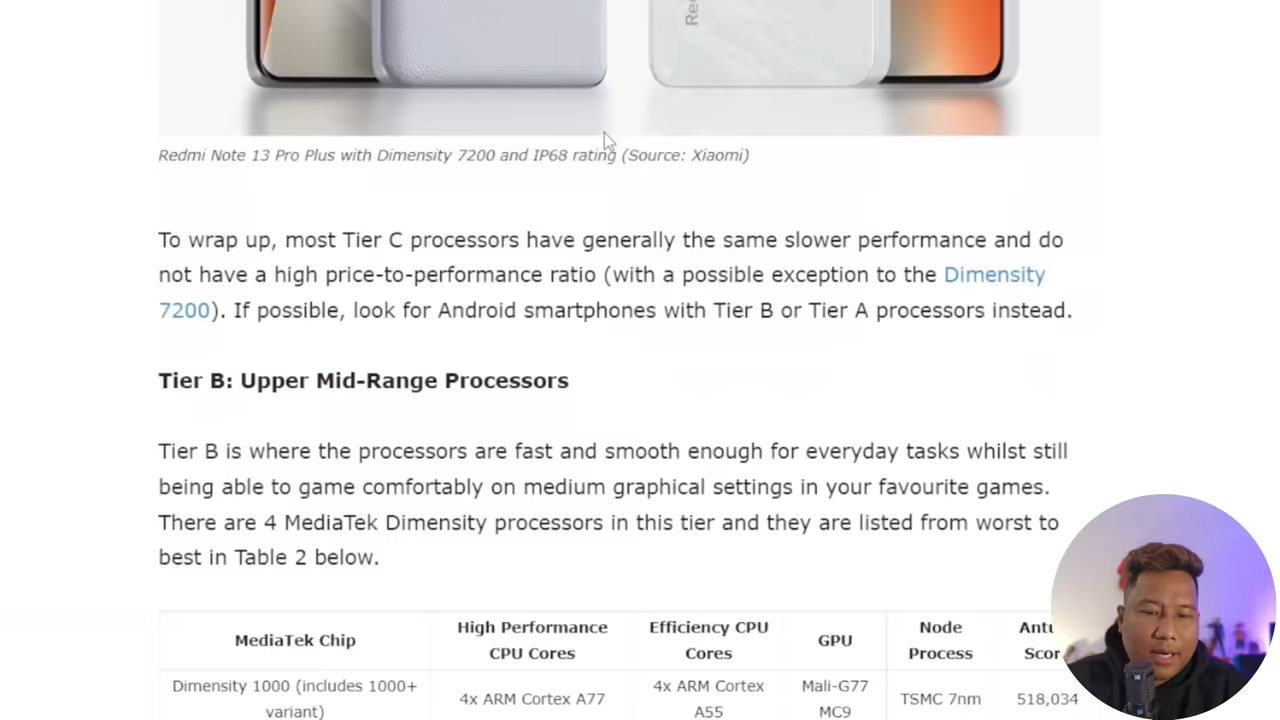 Re
Redmi Note 13 Pro Plus with Dimensity 7200 and IP68 rating (Source: Xiaomi)
To wrap up, most Tier C processors have generally the same slower performance and do
not have a high price-to-performance ratio (with a possible exception to the Dimensity
7200). If possible, look for Android smartphones with Tier B or Tier A processors instead.
Tier B: Upper Mid-Range Processors
Tier B is where the processors are fast and smooth enough for everyday tasks whilst still
being able to game comfortably on medium graphical settings in your favourite games.
There are 4 MediaTek Dimensity processors in this tier and they are listed from worst to
best in Table 2 below.
MediaTek Chip
High Performance
CPU Cores
Efficiency CPU
Cores
GPU
Node
Process
Antu
Scor
Dimensity 1000 (includes 1000+
variant)
4x ARM Cortex A77
4x ARM Cortex
A55
Mali-G77
MC9
TSMC 7nm
518,034